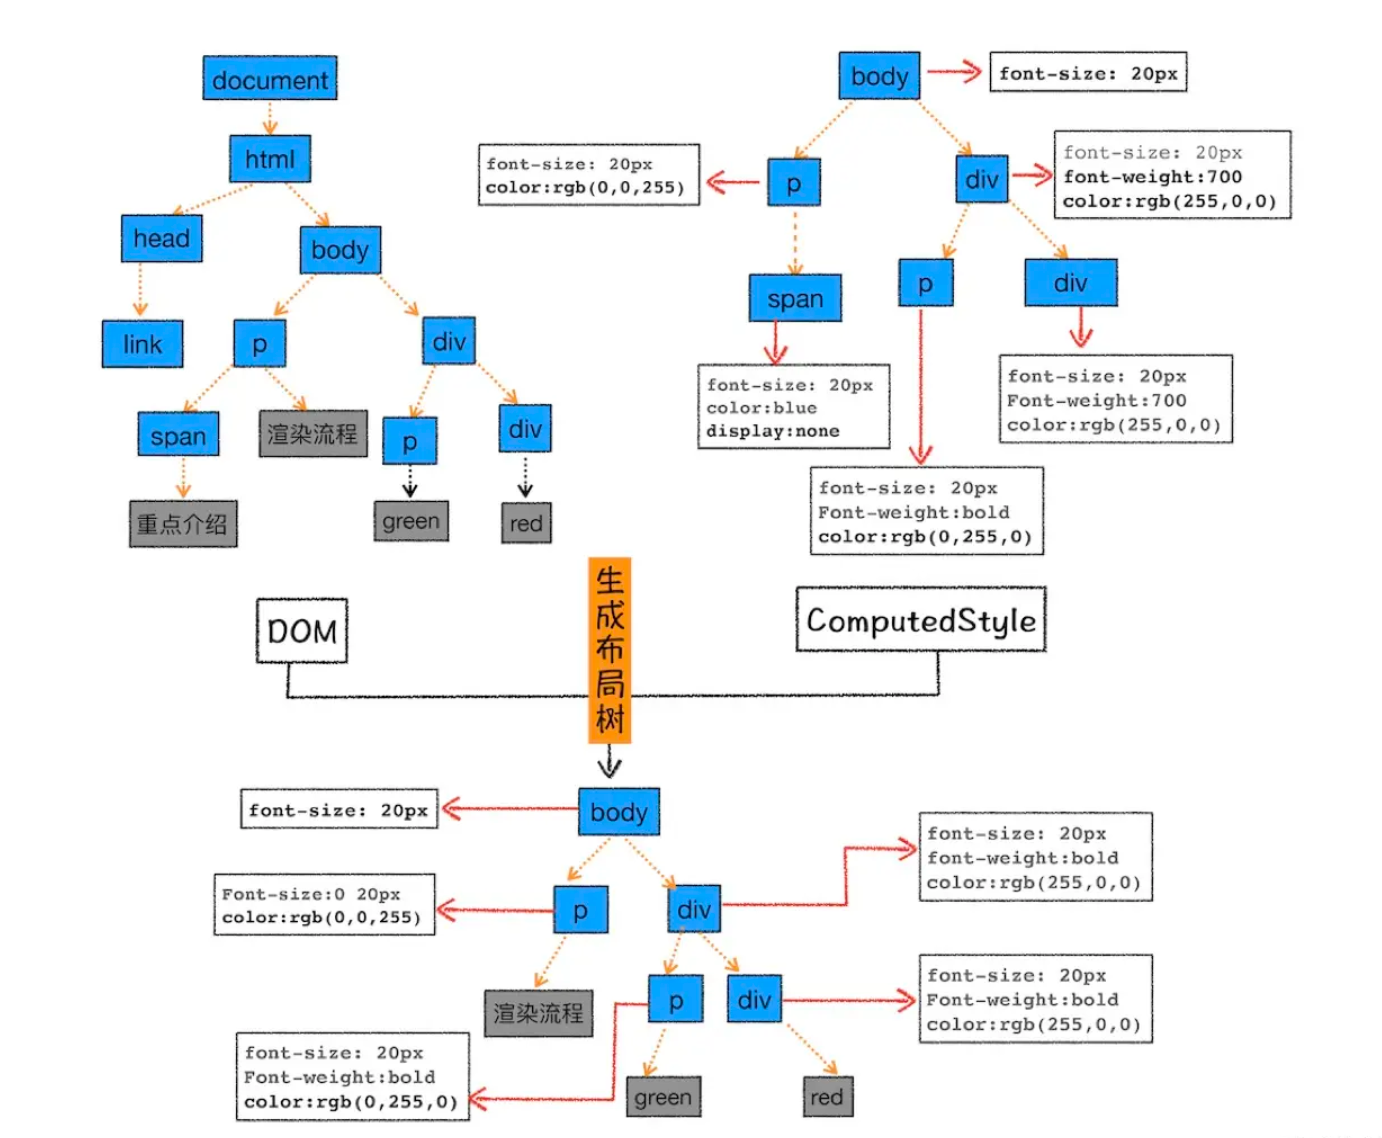 document
html
head
body
link
p
div
span
渲染流程
p
div
重点介绍
green
red
body
font-size: 20px
font-size: 20px
color:rgb(0,0,255)
p
div
font-size: 20px
font-weight:700
color:rgb(255,0,0)
span
p
div
font-size: 20px
color:blue
display:none
font-size: 20px
Font-weight:700
color:rgb(255,0,0)
font-size: 20px
Font-weight:bold
color:rgb(0,255,0)
DOM
生成布局树
ComputedStyle
font-size: 20px
body
font-size: 20px
font-weight:bold
color:rgb(255,0,0)
Font-size:0 20px
color:rgb(0,0,255)
p
div
渲染流程
p
div
font-size: 20px
Font-weight:bold
color:rgb(255,0,0)
font-size: 20px
Font-weight:bold
color:rgb(0,255,0)
green
red